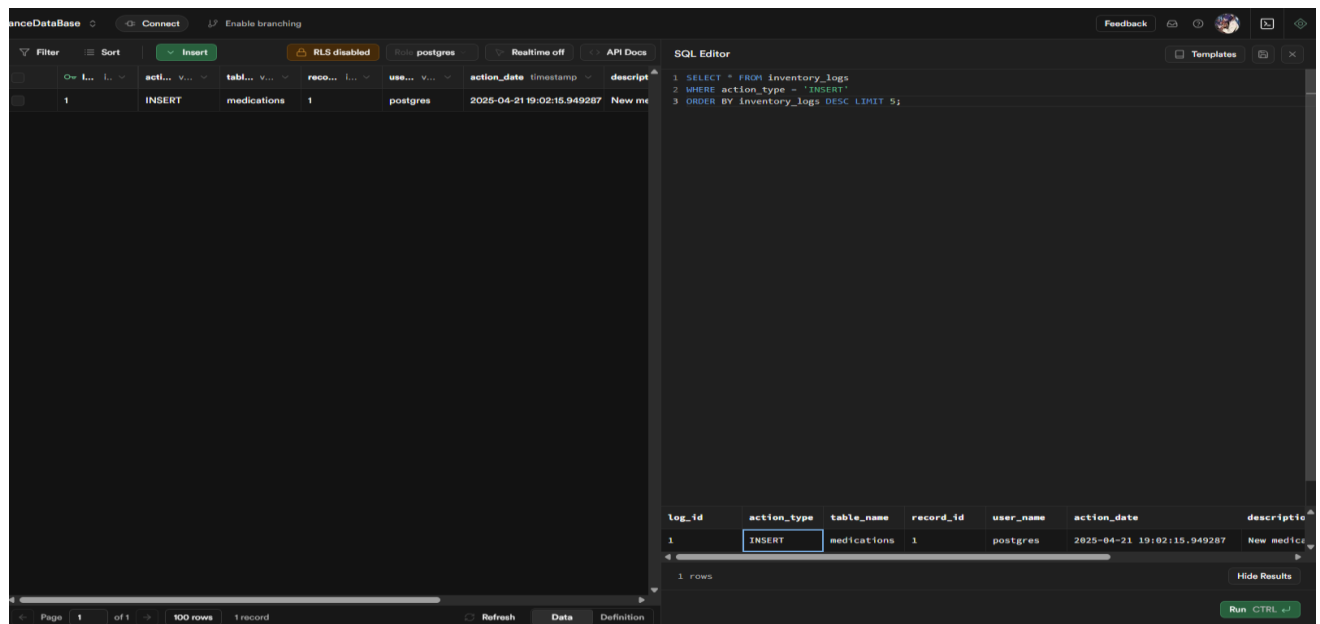 anceDataBase Connect Enable branching Feedback
Filter Sort Insert RLS disabled Role postgres Realtime off API Docs SQL Editor Templates
l... i... acti... v... tabl... v... reco... i... use... v... action_date timestamp descript
1 INSERT medications 1 postgres 2025-04-21 19:02:15.949287 New me
1 SELECT * FROM inventory_logs
2 WHERE action_type = 'INSERT'
3 ORDER BY inventory_logs DESC LIMIT 5;
log_id action_type table_name record_id user_name action_date descriptio
1 INSERT medications 1 postgres 2025-04-21 19:02:15.949287 New medica
1 rows Hide Results
Run CTRL ↵
← Page 1 of 1 → 100 rows 1 record Refresh Data Definition